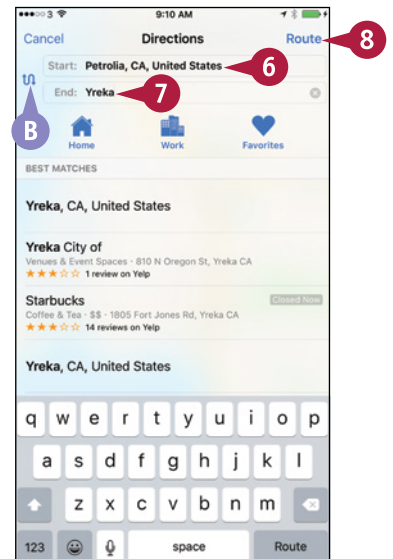 3 9:10 AM
Cancel Directions Route 8
Start: Petrolia, CA, United States 6
End: Yreka 7
B
Home Work Favorites
BEST MATCHES
Yreka, CA, United States
Yreka City of
Venues & Event Spaces · 810 N Oregon St, Yreka CA
1 review on Yelp
Starbucks Closed Now
Coffee & Tea · $$ · 1805 Fort Jones Rd, Yreka CA
14 reviews on Yelp
Yreka, CA, United States
q w e r t y u i o p
a s d f g h j k l
z x c v b n m
123 space Route